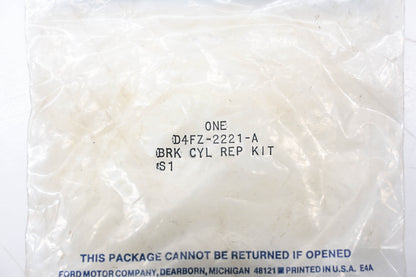 ONE
D4FZ-2221-A
BRK CYL REP KIT
S1
THIS PACKAGE CANNOT BE RETURNED IF OPENED
FORD MOTOR COMPANY, DEARBORN, MICHIGAN 48121 PRINTED IN U.S.A. E4A